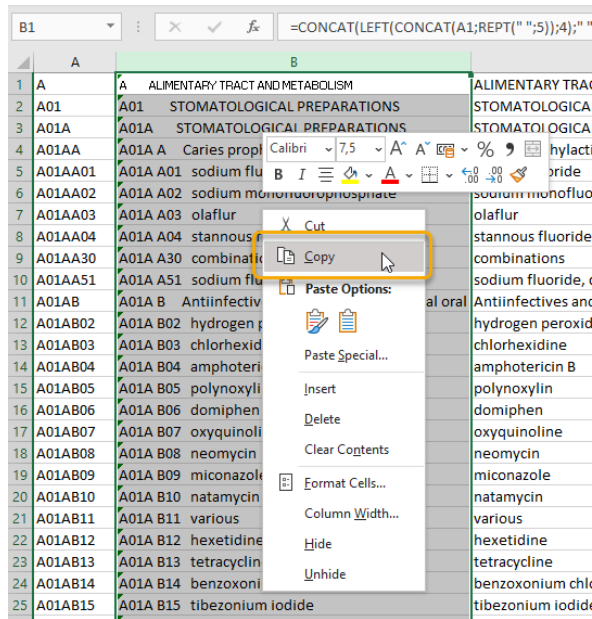 B1 fx =CONCAT(LEFT(CONCAT(A1;REPT(" ";5));4);" "
A B
1 A A ALIMENTARY TRACT AND METABOLISM ALIMENTARY TRAC
2 A01 A01 STOMATOLOGICAL PREPARATIONS STOMATOLOGICA
3 A01A A01A STOMATOLOGICAL PREPARATIONS STOMATOLOGICA
4 A01AA A01A A Caries prop hylacti
Calibri 7,5 A A % 9
5 A01AA01 A01A A01 sodium flu oride
B I A
6 A01AA02 A01A A02 sodium monofluorophosphate sodium monofluo
7 A01AA03 A01A A03 olaflur olaflur
Cut
8 A01AA04 A01A A04 stannous stannous fluoride
9 A01AA30 A01A A30 combinatio combinations
Copy
10 A01AA51 A01A A51 sodium flu sodium fluoride, c
Paste Options:
11 A01AB A01A B Antiinfectiv al oral Antiinfectives and
12 A01AB02 A01A B02 hydrogen p hydrogen peroxid
13 A01AB03 A01A B03 chlorhexid chlorhexidine
Paste Special...
14 A01AB04 A01A B04 amphoteri amphotericin B
15 A01AB05 A01A B05 polynoxyli Insert polynoxylin
16 A01AB06 A01A B06 domiphen domiphen
Delete
17 A01AB07 A01A B07 oxyquinoli oxyquinoline
18 A01AB08 A01A B08 neomycin Clear Contents neomycin
19 A01AB09 A01A B09 miconazole miconazole
Format Cells...
20 A01AB10 A01A B10 natamycin natamycin
21 A01AB11 A01A B11 various Column Width... various
22 A01AB12 A01A B12 hexetidine Hide hexetidine
23 A01AB13 A01A B13 tetracyclin tetracycline
Unhide
24 A01AB14 A01A B14 benzoxoni benzoxonium chlo
25 A01AB15 A01A B15 tibezonium iodide tibezonium iodide